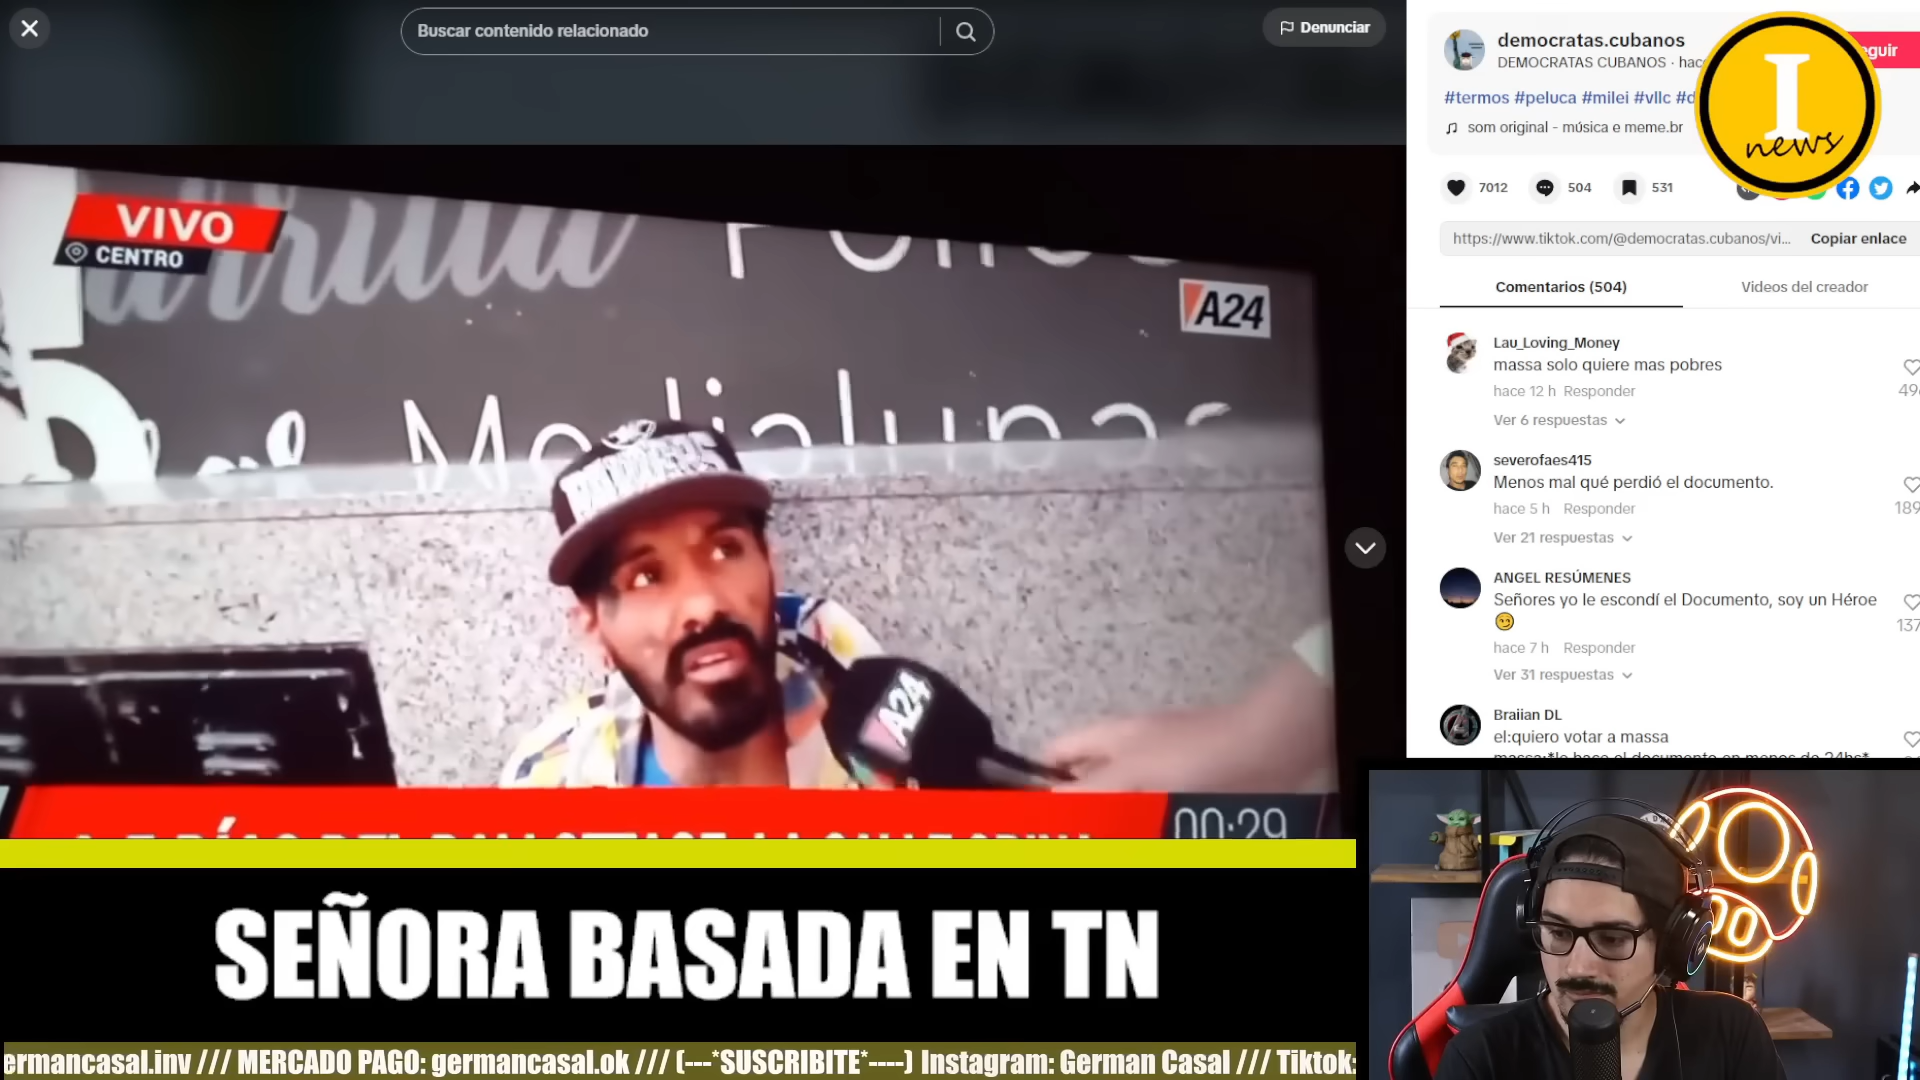 Buscar contenido relacionado
Denunciar
democratas.cubanos
DEMOCRATAS CUBANOS · hac
#termos #peluca #milei #vllc #d
som original - música e meme.br
I
news
7012
504
531
https://www.tiktok.com/@democratas.cubanos/vi...
Copiar enlace
Comentarios (504)
Videos del creador
Lau_Loving_Money
massa solo quiere mas pobres
hace 12 h Responder
Ver 6 respuestas
severofaes415
Menos mal qué perdió el documento.
hace 5 h Responder
189
Ver 21 respuestas
ANGEL RESÚMENES
Señores yo le escondí el Documento, soy un Héroe
137
hace 7 h Responder
Ver 31 respuestas
Braiian DL
el:quiero votar a massa
VIVO
CENTRO
A24
Medialunas
A24
00:29
SEÑORA BASADA EN TN
ermancasal.inv /// MERCADO PAGO: germancasal.ok /// (---*SUSCRIBITE*----) Instagram: German Casal /// Tiktok: